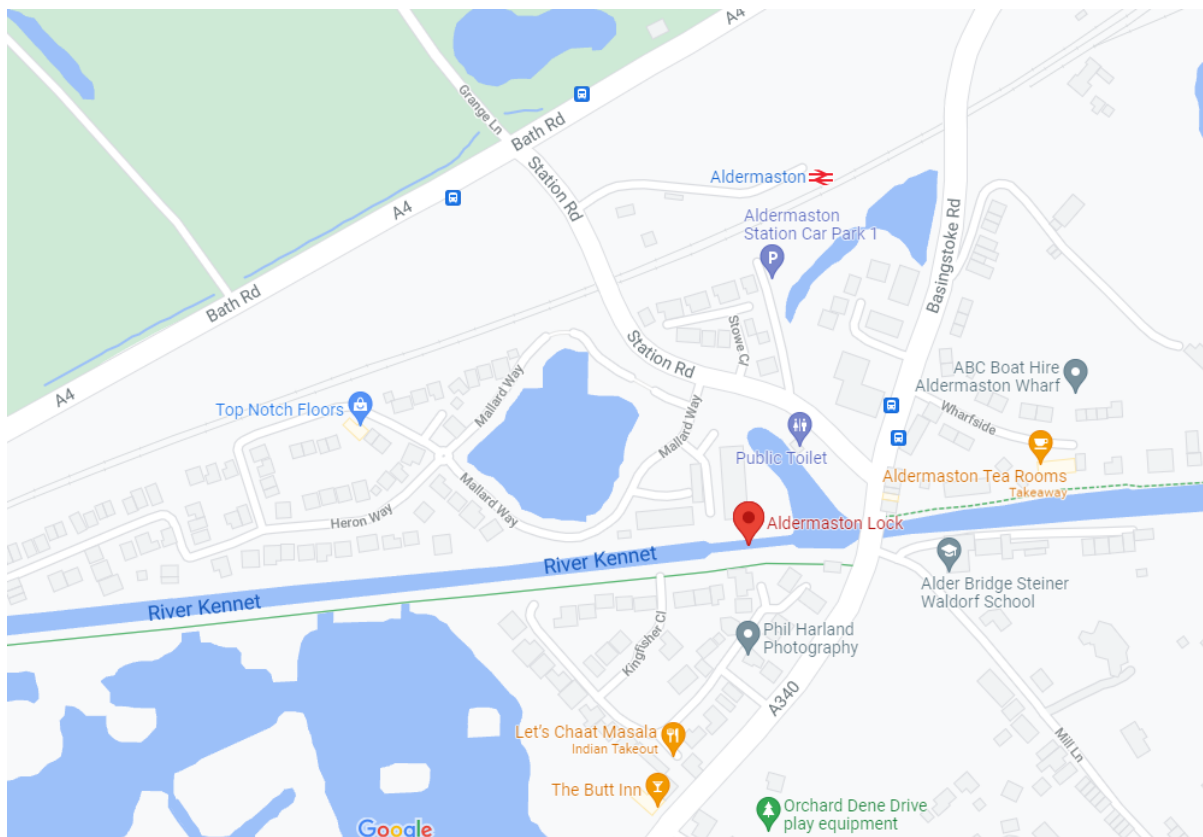 Grange Ln
Bath Rd
A4
Station Rd
Aldermaston
Aldermaston
Station Car Park 1
P
Basingstoke Rd
Bath Rd
Stowe Cl
Station Rd
A4
ABC Boat Hire
Aldermaston Wharf
Mallard Way
Top Notch Floors
Mallard Way
Wharfside
Public Toilet
Aldermaston Tea Rooms
Takeaway
Mallard Way
Heron Way
Aldermaston Lock
River Kennet
River Kennet
Alder Bridge Steiner
Waldorf School
Kingfisher Cl
Phil Harland
Photography
A340
Let's Chaat Masala
Indian Takeout
Mill Ln
The Butt Inn
Orchard Dene Drive
play equipment
Google